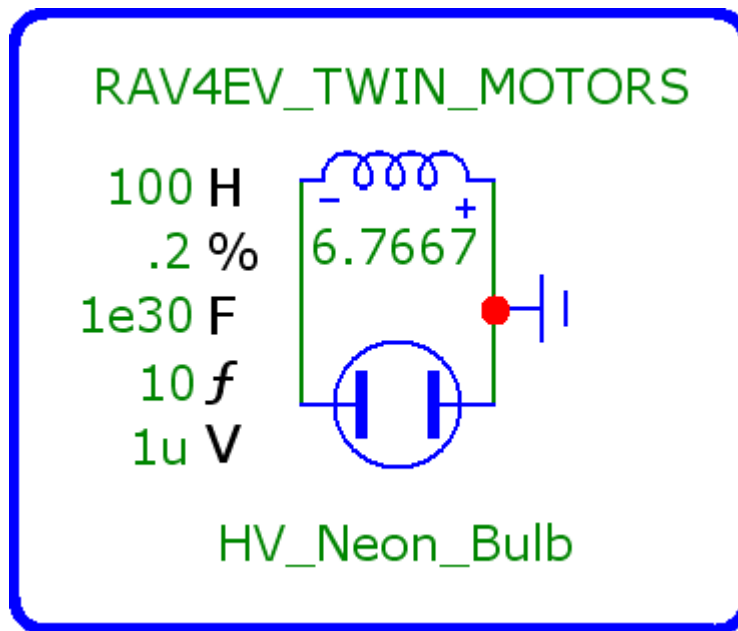 RAV4EV_TWIN_MOTORS
100 H
- +
.2 %
6.7667
1e30 F
10 ƒ
1u V
HV_Neon_Bulb